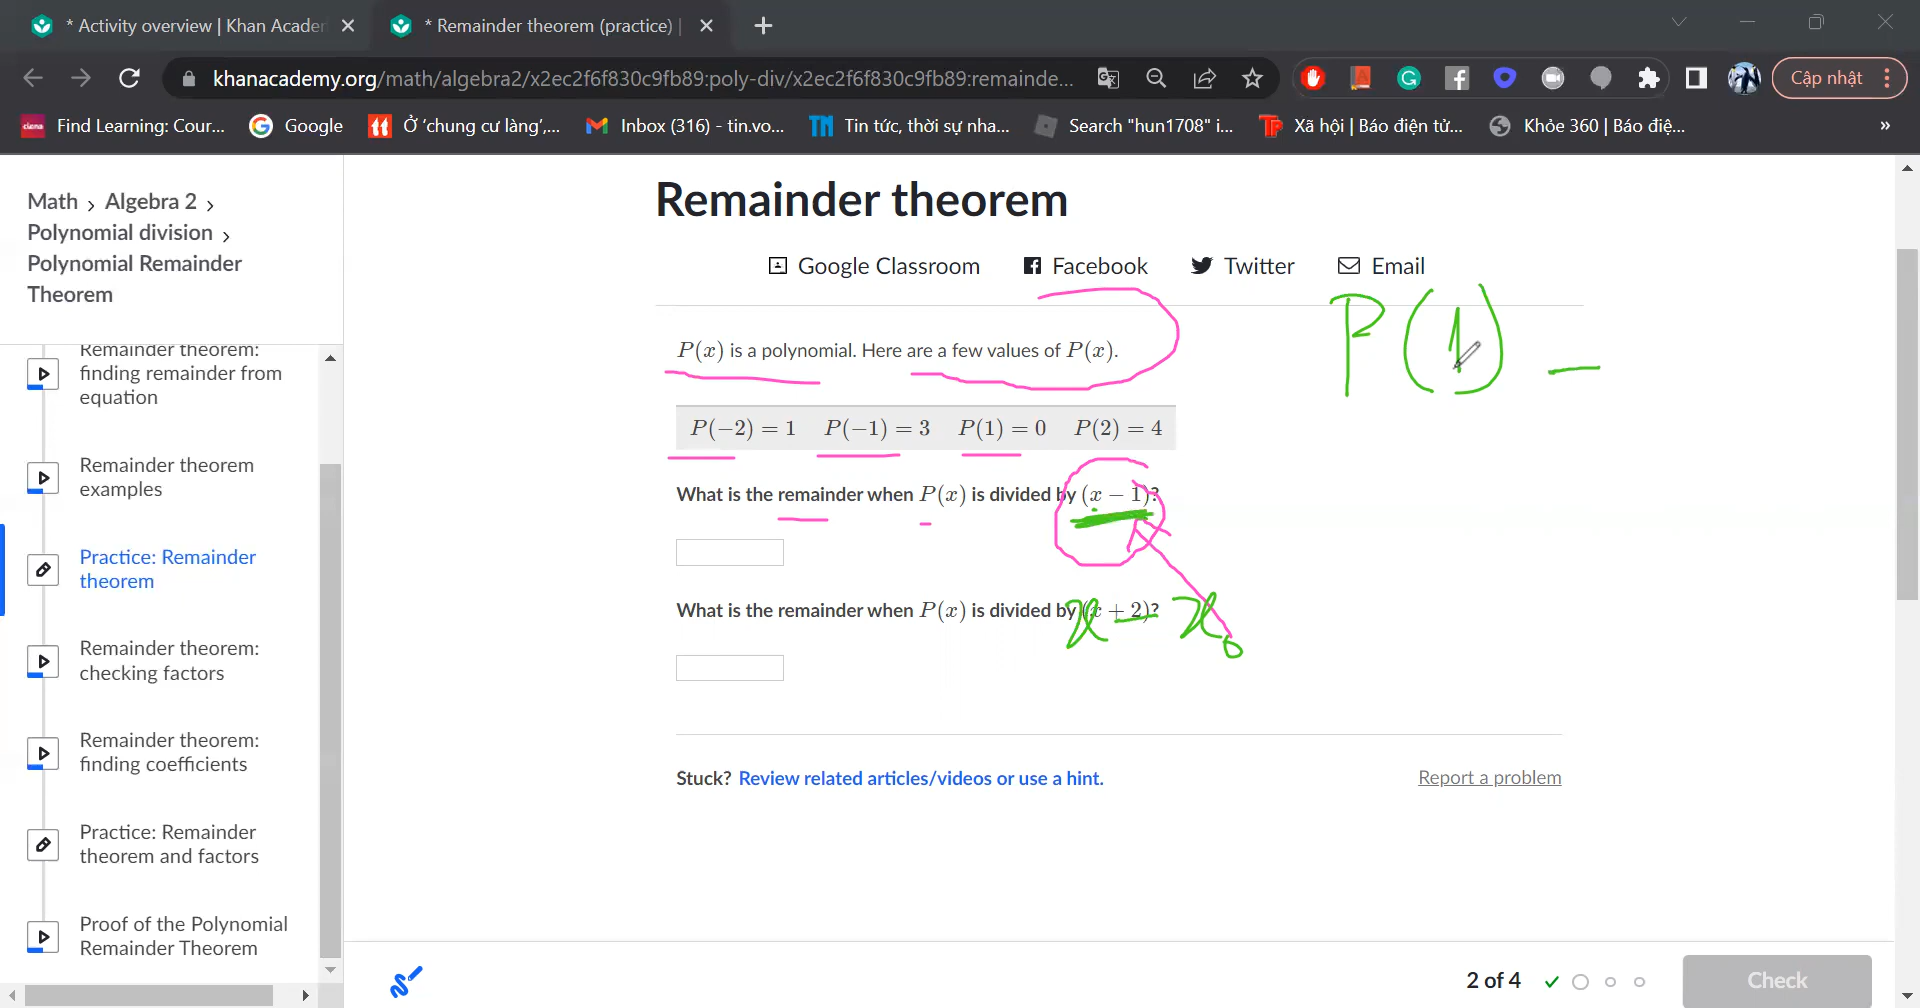 * Activity overview | Khan Acade
* Remainder theorem (practice) |
khanacademy.org/math/algebra2/x2ec2f6f830c9fb89:poly-div/x2ec2f6f830c9fb89:remainde...
Cập nhật
ciena Find Learning: Cour... Google Ở ‘chung cư làng’,... Inbox (316) - tin.vo... TN Tin tức, thời sự nha... Search "hun1708" i... TP Xã hội | Báo điện tử... Khỏe 360 | Báo điệ... »
Math > Algebra 2 >
Polynomial division >
Polynomial Remainder
Theorem
Remainder theorem:
finding remainder from
equation
Remainder theorem
examples
Practice: Remainder
theorem
Remainder theorem:
checking factors
Remainder theorem:
finding coefficients
Practice: Remainder
theorem and factors
Proof of the Polynomial
Remainder Theorem
Remainder theorem
Google Classroom Facebook Twitter Email
P(1) –
P(x) is a polynomial. Here are a few values of P(x).
P(−2) = 1 P(−1) = 3 P(1) = 0 P(2) = 4
What is the remainder when P(x) is divided by (x − 1)?
What is the remainder when P(x) is divided by (x + 2)?
x − x₀
Stuck? Review related articles/videos or use a hint.
Report a problem
2 of 4
Check